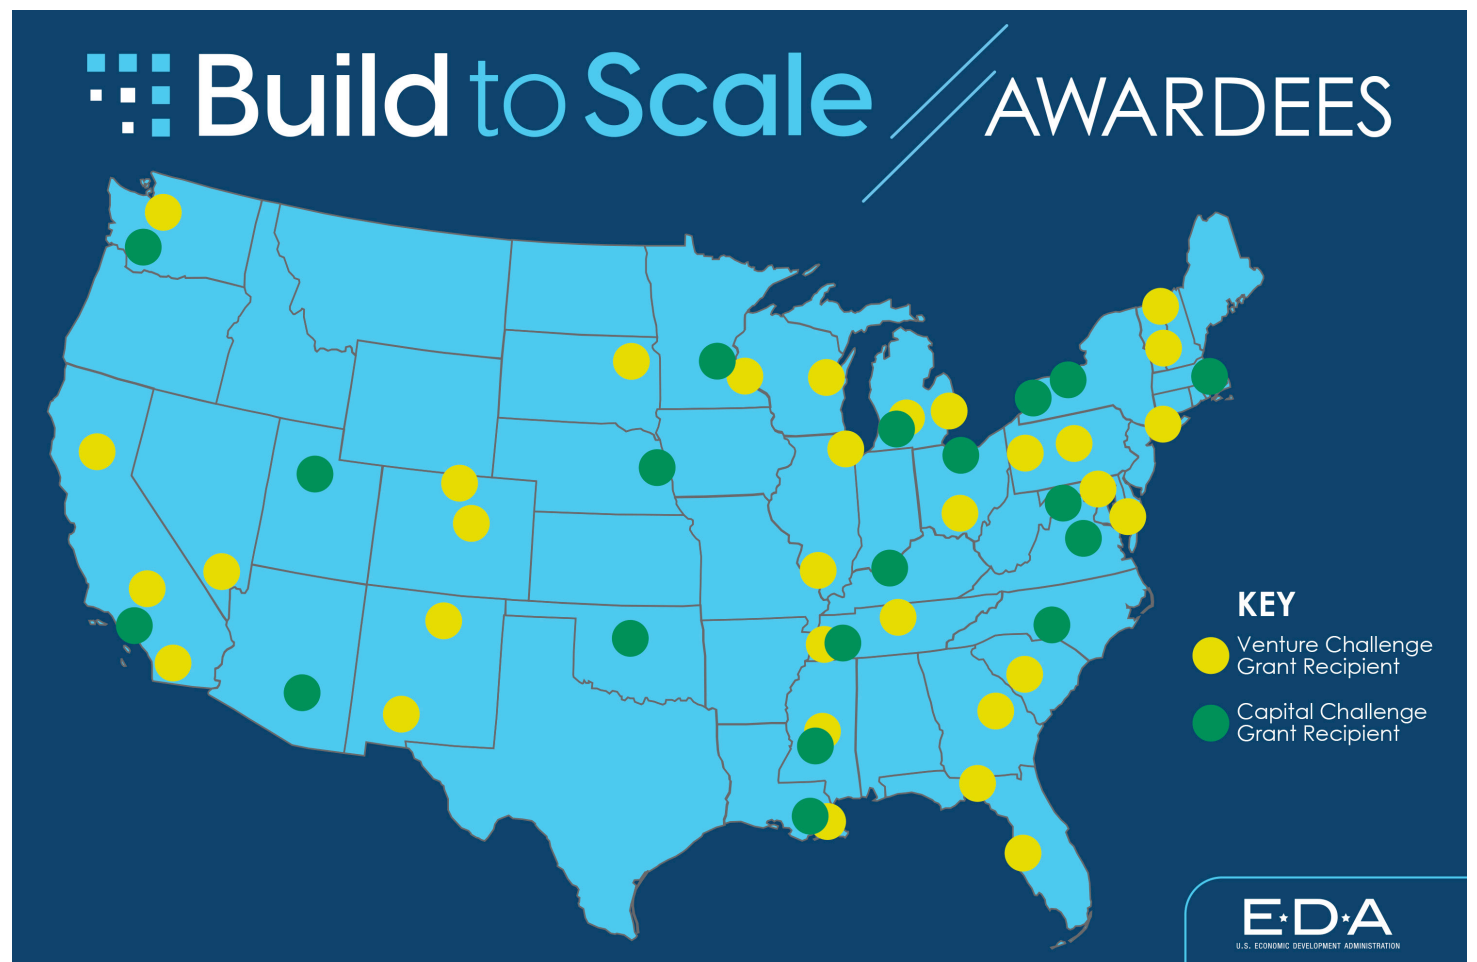 Build to Scale
AWARDEES
KEY
Venture Challenge
Grant Recipient
Capital Challenge
Grant Recipient
E★D★A
U.S. ECONOMIC DEVELOPMENT ADMINISTRATION